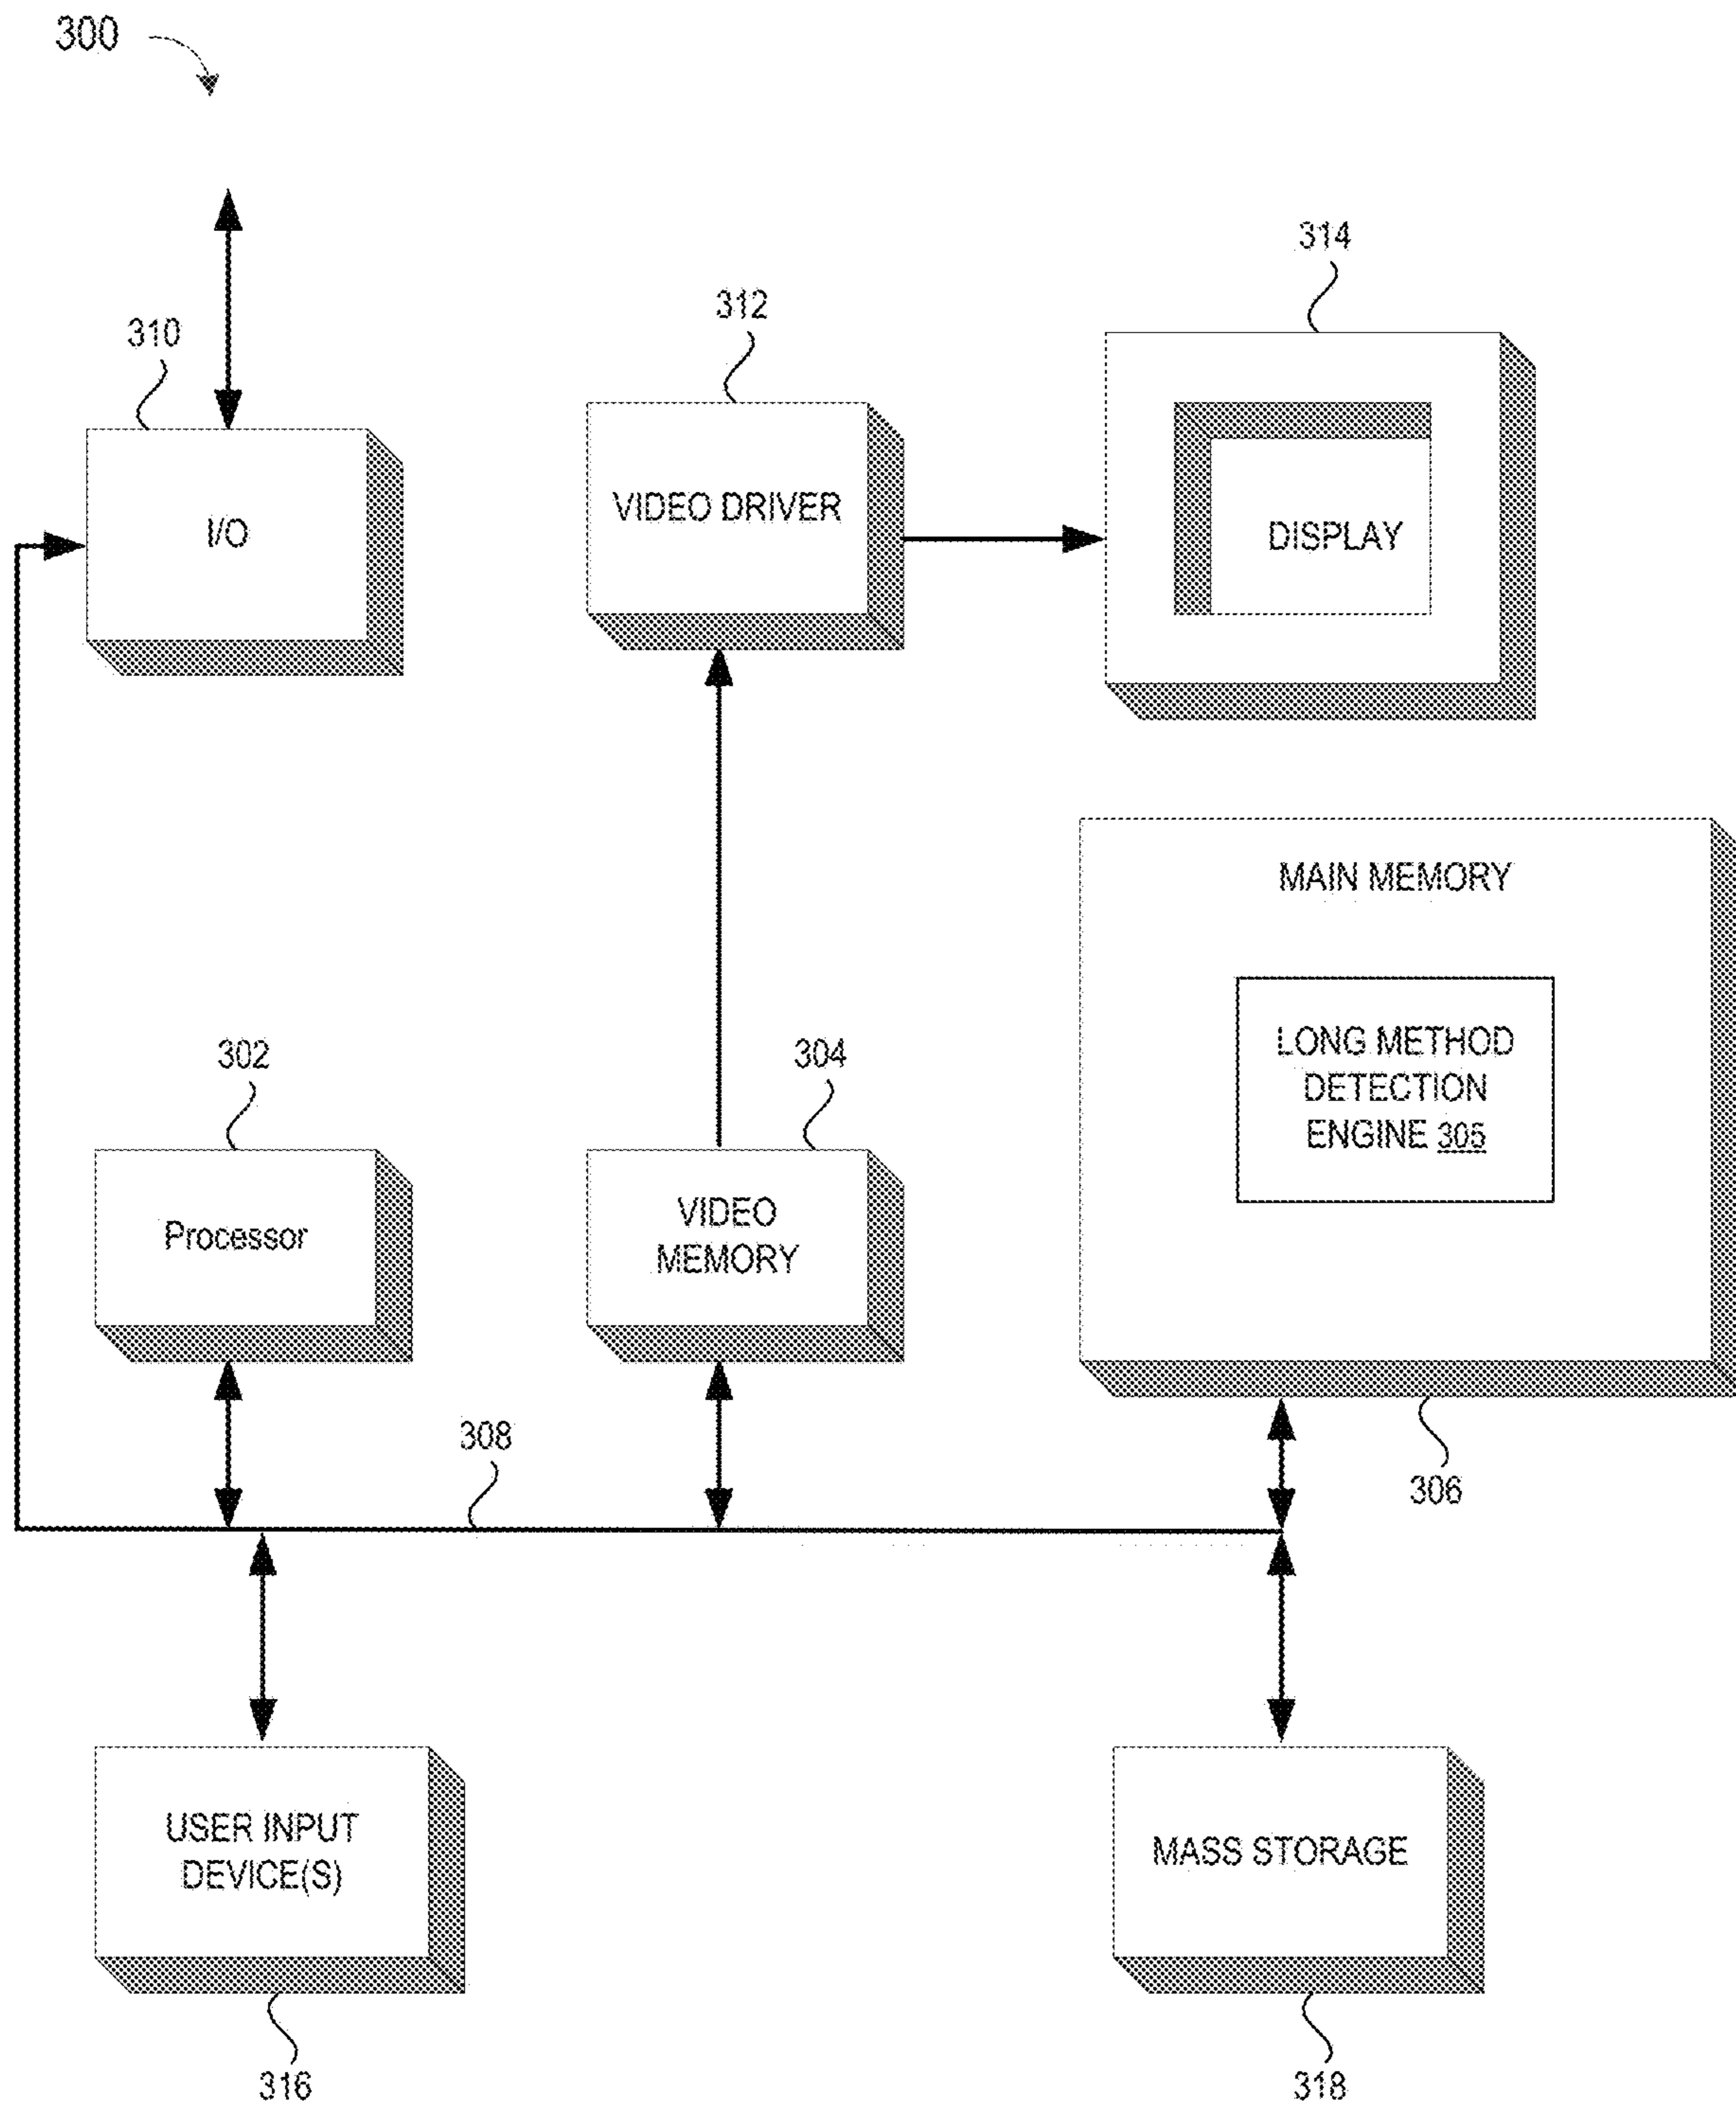 300
314
312
310
I/O
VIDEO DRIVER
DISPLAY
MAIN MEMORY
LONG METHOD
DETECTION
ENGINE 305
302
304
Processor
VIDEO
MEMORY
308
306
USER INPUT
DEVICE(S)
MASS STORAGE
316
318